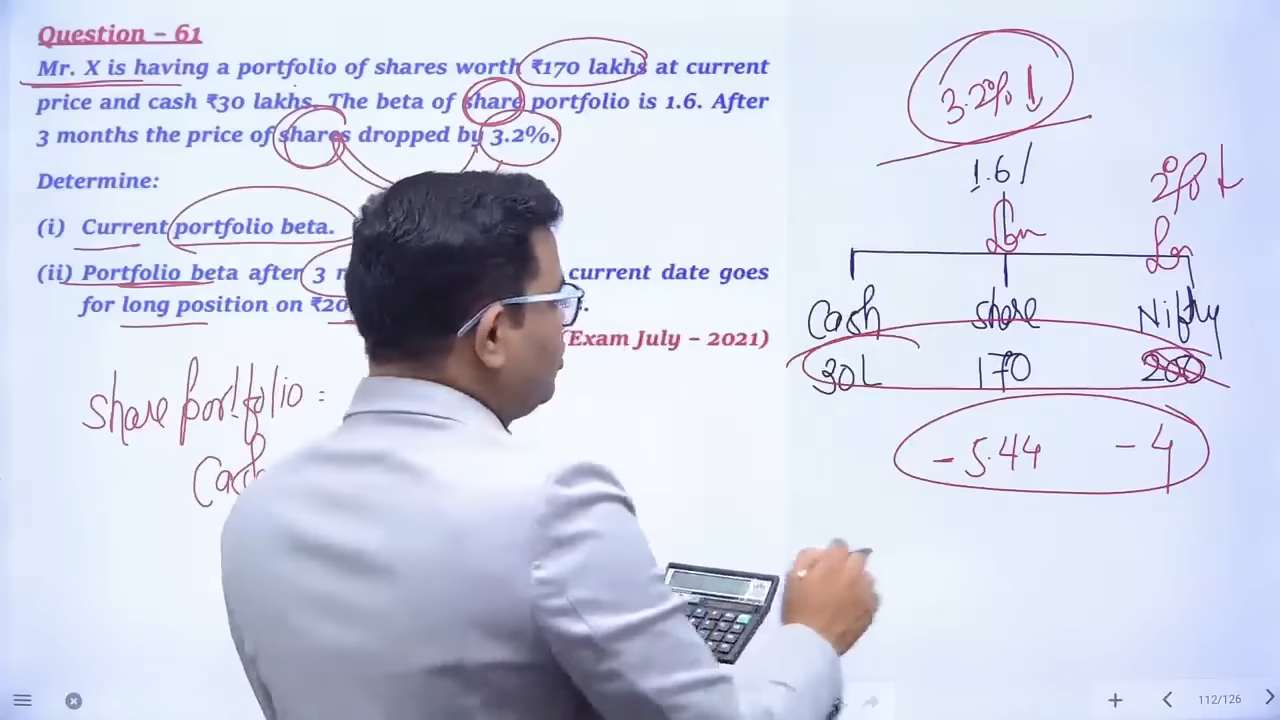 Question – 61
Mr. X is having a portfolio of shares worth ₹170 lakhs at current
price and cash ₹30 lakhs. The beta of share portfolio is 1.6. After
3 months the price of shares dropped by 3.2%.
Determine:
(i) Current portfolio beta.
(ii) Portfolio beta after 3 current date goes
for long position on ₹20
(Exam July – 2021)
Share portfolio =
Cash
3.2% ↓
1.6
2% ↓
Cash Share Nifty
30L 170 200
- 5.44 - 4
112/126